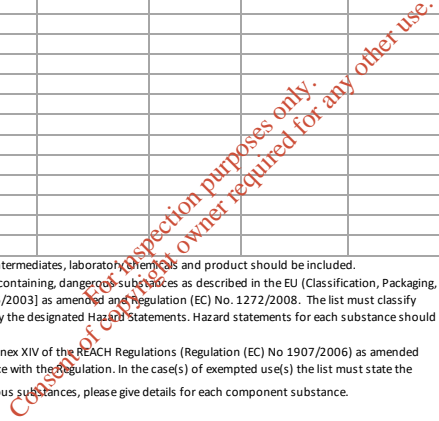 ntermediates, laboratory chemicals and product should be included.
containing, dangerous substances as described in the EU (Classification, Packaging,
/2003] as amended and Regulation (EC) No. 1272/2008. The list must classify
y the designated Hazard Statements. Hazard statements for each substance should
nex XIV of the REACH Regulations (Regulation (EC) No 1907/2006) as amended
ce with the Regulation. In the case(s) of exempted use(s) the list must state the
us substances, please give details for each component substance.
For inspection purposes only.
Consent of copyright owner required for any other use.